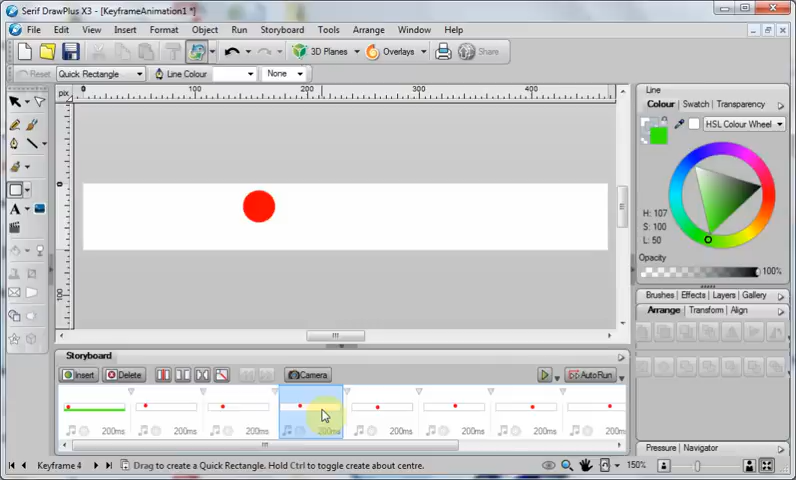 Serif DrawPlus X3 - [KeyframeAnimation1 *]
File Edit View Insert Format Object Run Storyboard Tools Arrange Window Help
3D Planes Overlays Share
Reset Quick Rectangle Line Colour None
pix 0 100 200 300 400
0
100
Line
Colour Swatch Transparency
HSL Colour Wheel
H: 107
S: 100
L: 50
Opacity
100%
Brushes Effects Layers Gallery
Arrange Transform Align
Storyboard
Insert Delete Camera AutoRun
200ms 200ms 200ms 200ms 200ms 200ms 200ms 200ms
Pressure Navigator
Keyframe 4 Drag to create a Quick Rectangle. Hold Ctrl to toggle create about centre. 150%